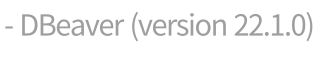 - DBeaver (version 22.1.0)